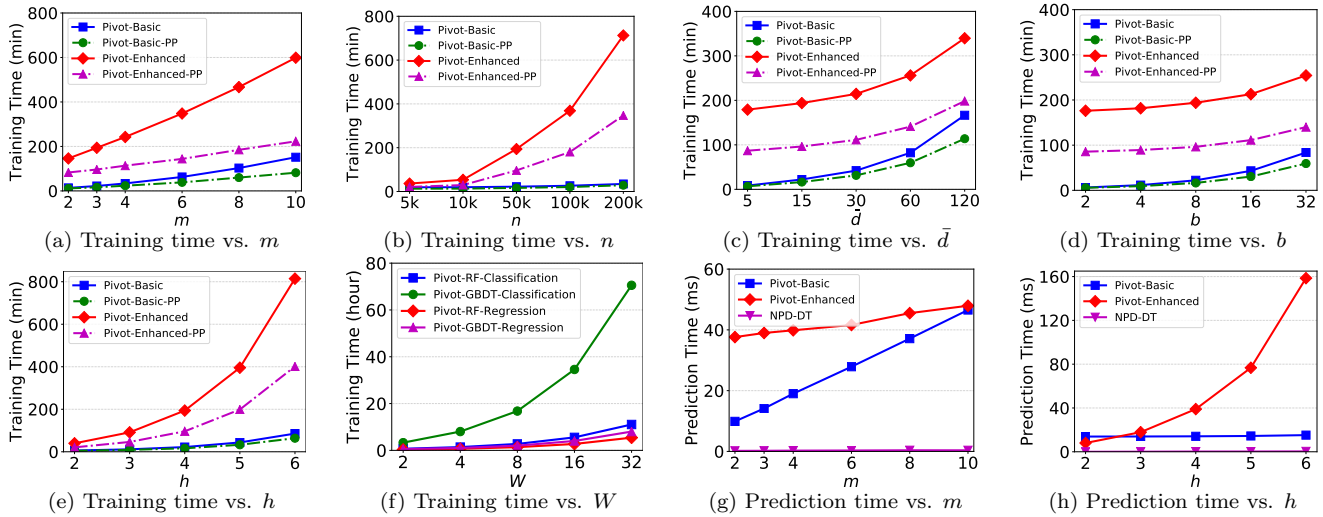 Training Time (min)
800
600
400
200
0
Pivot-Basic
Pivot-Basic-PP
Pivot-Enhanced
Pivot-Enhanced-PP
2 3 4 6 8 10
m
(a) Training time vs. m
Training Time (min)
800
600
400
200
0
Pivot-Basic
Pivot-Basic-PP
Pivot-Enhanced
Pivot-Enhanced-PP
5k 10k 50k 100k 200k
n
(b) Training time vs. n
Training Time (min)
400
300
200
100
0
Pivot-Basic
Pivot-Basic-PP
Pivot-Enhanced
Pivot-Enhanced-PP
5 15 30 60 120
d̄
(c) Training time vs. d̄
Training Time (min)
400
300
200
100
0
Pivot-Basic
Pivot-Basic-PP
Pivot-Enhanced
Pivot-Enhanced-PP
2 4 8 16 32
b
(d) Training time vs. b
Training Time (min)
800
600
400
200
0
Pivot-Basic
Pivot-Basic-PP
Pivot-Enhanced
Pivot-Enhanced-PP
2 3 4 5 6
h
(e) Training time vs. h
Training Time (hour)
80
60
40
20
0
Pivot-RF-Classification
Pivot-GBDT-Classification
Pivot-RF-Regression
Pivot-GBDT-Regression
2 4 8 16 32
W
(f) Training time vs. W
Prediction Time (ms)
60
40
20
0
Pivot-Basic
Pivot-Enhanced
NPD-DT
2 3 4 6 8 10
m
(g) Prediction time vs. m
Prediction Time (ms)
160
120
80
40
0
Pivot-Basic
Pivot-Enhanced
NPD-DT
2 3 4 5 6
h
(h) Prediction time vs. h